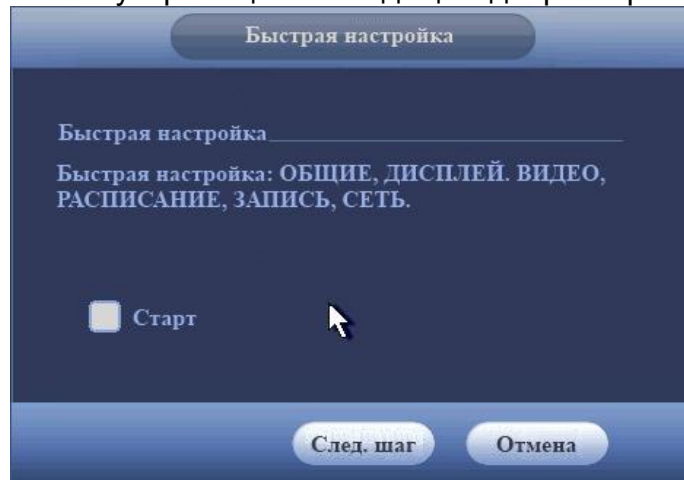 Быстрая настройка
Быстрая настройка
Быстрая настройка: ОБЩИЕ, ДИСПЛЕЙ. ВИДЕО,
РАСПИСАНИЕ, ЗАПИСЬ, СЕТЬ.
Старт
След. шаг Отмена